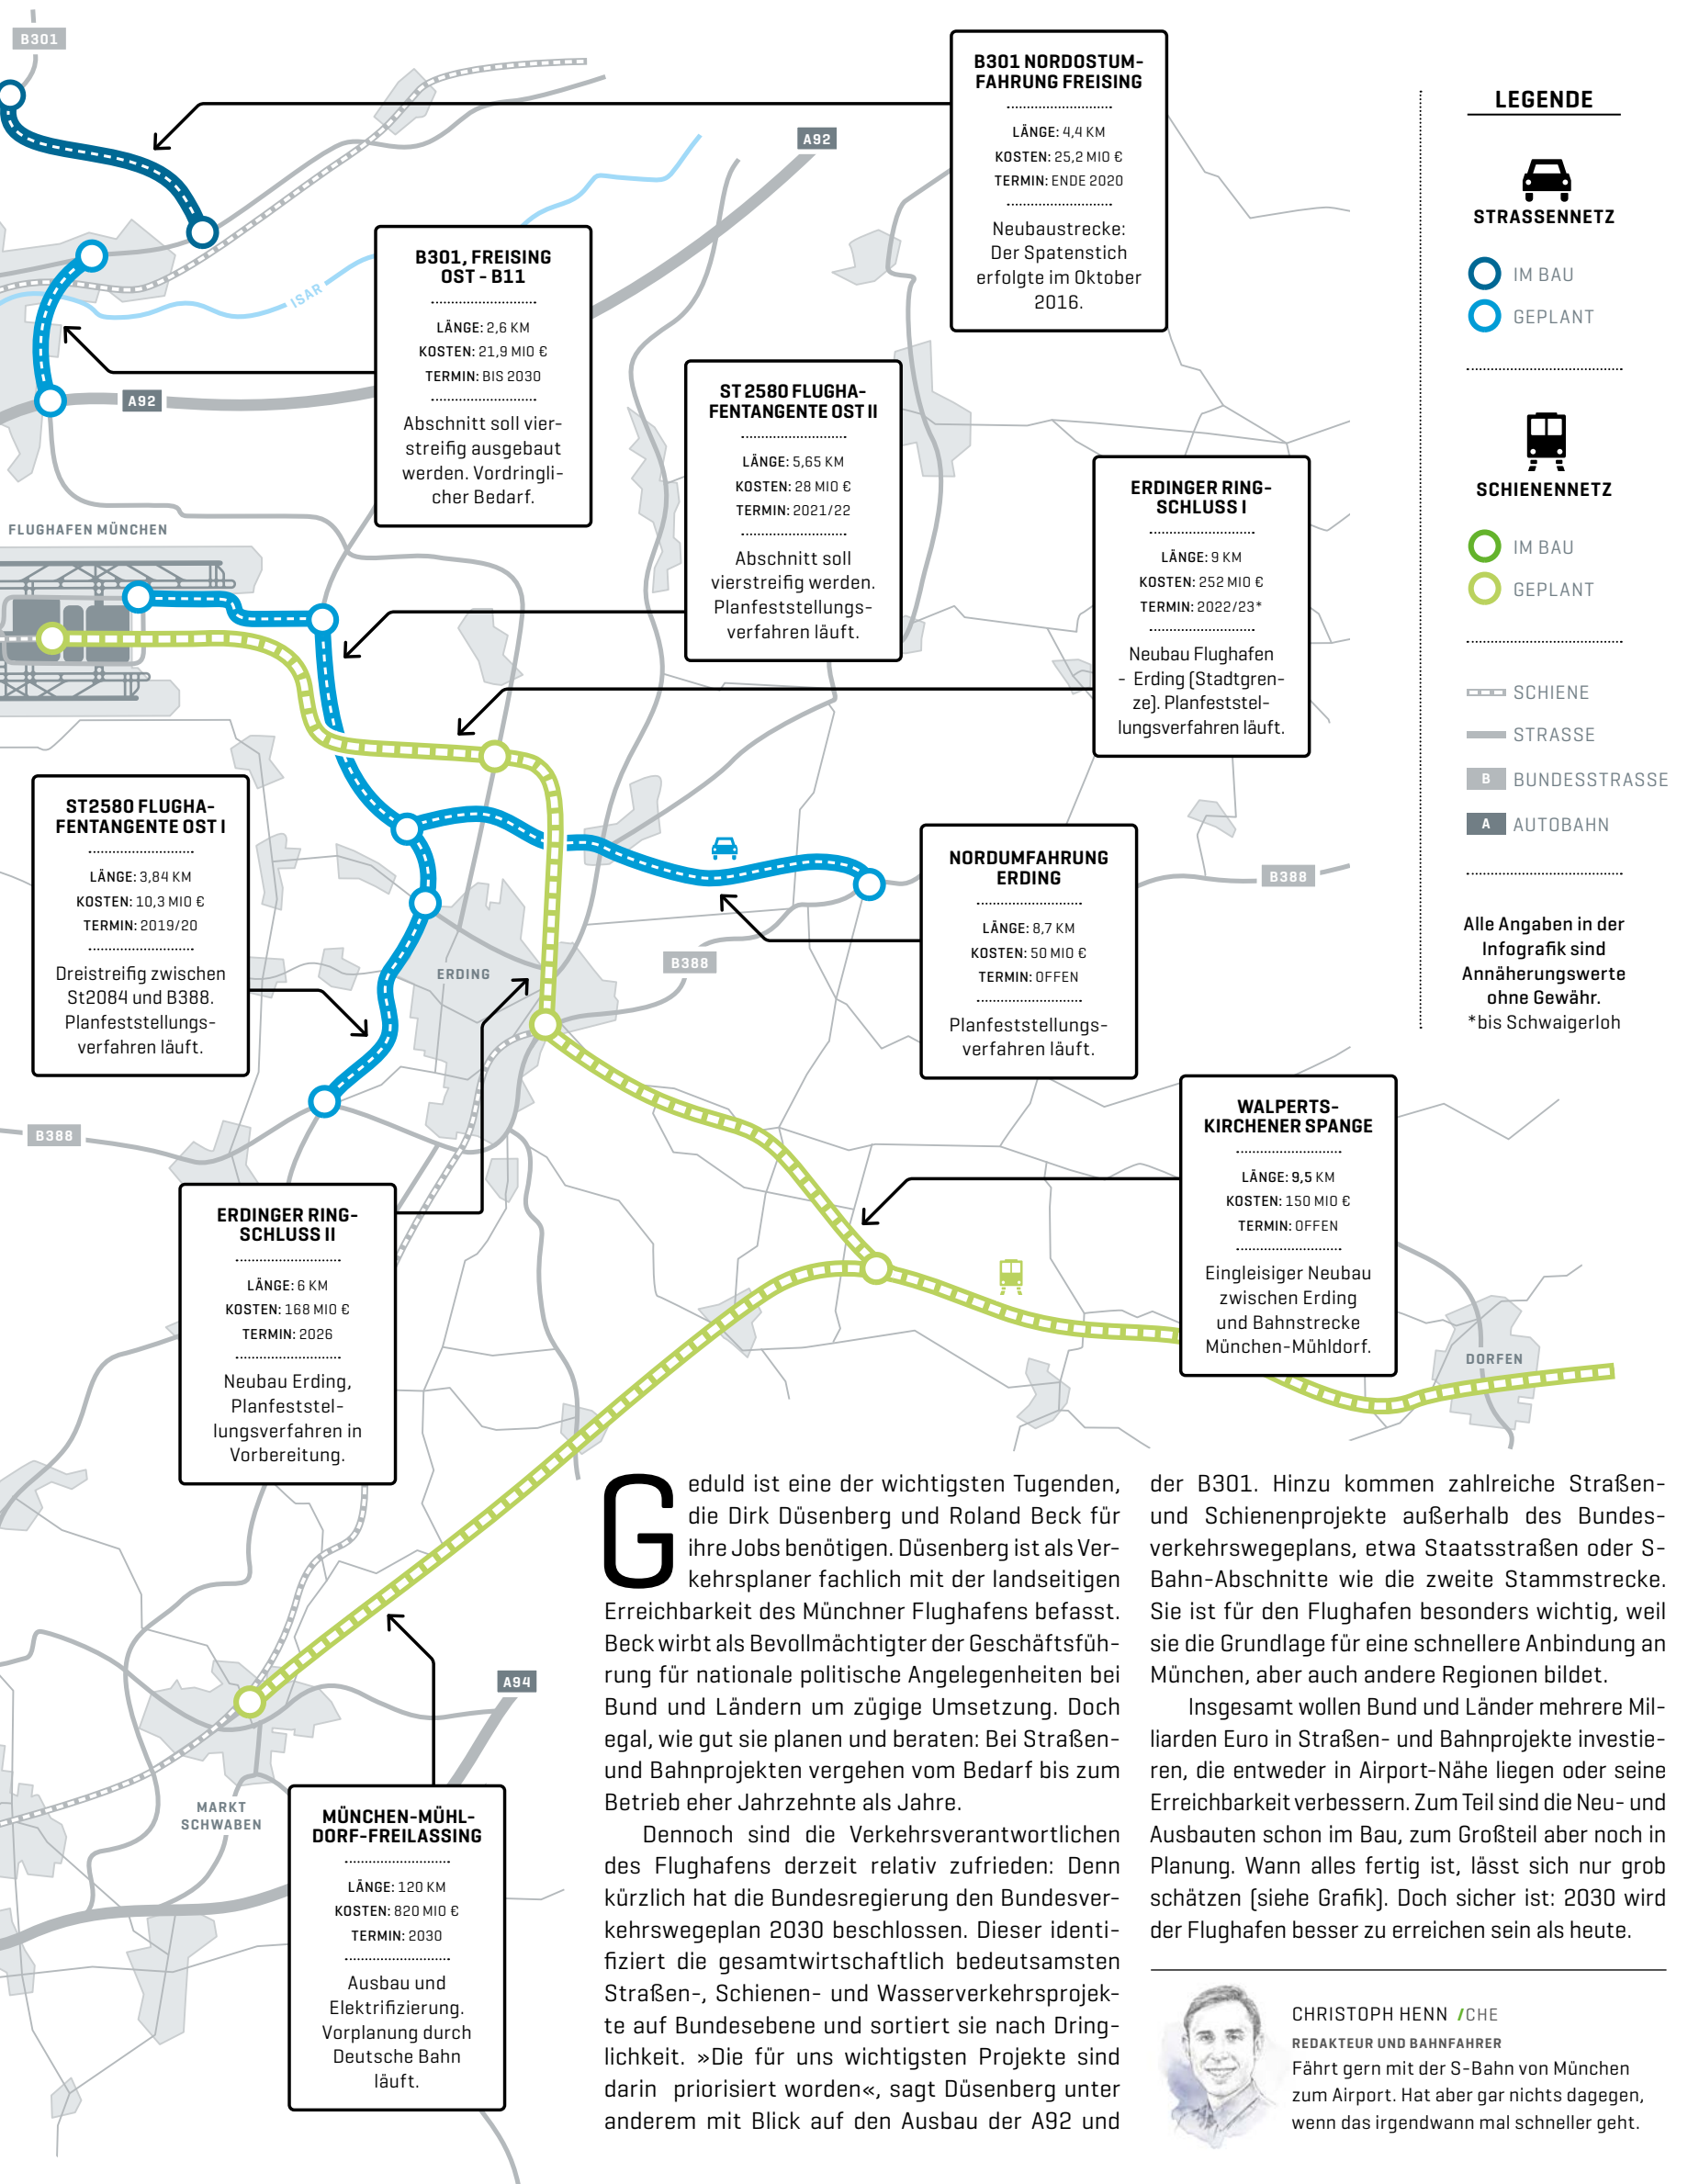 B301
B301 NORDOSTUM-
FAHRUNG FREISING
LÄNGE: 4,4 KM
KOSTEN: 25,2 MIO €
TERMIN: ENDE 2020
Neubaustrecke:
Der Spatenstich
erfolgte im Oktober
2016.
A92
ISAR
B301, FREISING
OST - B11
LÄNGE: 2,6 KM
KOSTEN: 21,9 MIO €
TERMIN: BIS 2030
Abschnitt soll vier-
streifig ausgebaut
werden. Vordringli-
cher Bedarf.
A92
ST 2580 FLUGHA-
FENTANGENTE OST II
LÄNGE: 5,65 KM
KOSTEN: 28 MIO €
TERMIN: 2021/22
Abschnitt soll
vierstreifig werden.
Planfeststellungs-
verfahren läuft.
ERDINGER RING-
SCHLUSS I
LÄNGE: 9 KM
KOSTEN: 252 MIO €
TERMIN: 2022/23*
Neubau Flughafen
- Erding (Stadtgren-
ze). Planfeststel-
lungsverfahren läuft.
FLUGHAFEN MÜNCHEN
ST2580 FLUGHA-
FENTANGENTE OST I
LÄNGE: 3,84 KM
KOSTEN: 10,3 MIO €
TERMIN: 2019/20
Dreistreifig zwischen
St2084 und B388.
Planfeststellungs-
verfahren läuft.
ERDING
B388
NORDUMFAHRUNG
ERDING
LÄNGE: 8,7 KM
KOSTEN: 50 MIO €
TERMIN: OFFEN
Planfeststellungs-
verfahren läuft.
B388
B388
WALPERTS-
KIRCHENER SPANGE
LÄNGE: 9,5 KM
KOSTEN: 150 MIO €
TERMIN: OFFEN
Eingleisiger Neubau
zwischen Erding
und Bahnstrecke
München-Mühldorf.
DORFEN
ERDINGER RING-
SCHLUSS II
LÄNGE: 6 KM
KOSTEN: 168 MIO €
TERMIN: 2026
Neubau Erding,
Planfeststel-
lungsverfahren in
Vorbereitung.
A94
MARKT
SCHWABEN
MÜNCHEN-MÜHL-
DORF-FREILASSING
LÄNGE: 120 KM
KOSTEN: 820 MIO €
TERMIN: 2030
Ausbau und
Elektrifizierung.
Vorplanung durch
Deutsche Bahn
läuft.
LEGENDE
STRASSENNETZ
IM BAU
GEPLANT
SCHIENENNETZ
IM BAU
GEPLANT
SCHIENE
STRASSE
B BUNDESSTRASSE
A AUTOBAHN
Alle Angaben in der
Infografik sind
Annäherungswerte
ohne Gewähr.
*bis Schwaigerloh
Geduld ist eine der wichtigsten Tugenden,
die Dirk Düsenberg und Roland Beck für
ihre Jobs benötigen. Düsenberg ist als Ver-
kehrsplaner fachlich mit der landseitigen
Erreichbarkeit des Münchner Flughafens befasst.
Beck wirbt als Bevollmächtigter der Geschäftsfüh-
rung für nationale politische Angelegenheiten bei
Bund und Ländern um zügige Umsetzung. Doch
egal, wie gut sie planen und beraten: Bei Straßen-
und Bahnprojekten vergehen vom Bedarf bis zum
Betrieb eher Jahrzehnte als Jahre.
Dennoch sind die Verkehrsverantwortlichen
des Flughafens derzeit relativ zufrieden: Denn
kürzlich hat die Bundesregierung den Bundesver-
kehrswegeplan 2030 beschlossen. Dieser identi-
fiziert die gesamtwirtschaftlich bedeutsamsten
Straßen-, Schienen- und Wasserverkehrsprojek-
te auf Bundesebene und sortiert sie nach Dring-
lichkeit. »Die für uns wichtigsten Projekte sind
darin priorisiert worden«, sagt Düsenberg unter
anderem mit Blick auf den Ausbau der A92 und
der B301. Hinzu kommen zahlreiche Straßen-
und Schienenprojekte außerhalb des Bundes-
verkehrswegeplans, etwa Staatsstraßen oder S-
Bahn-Abschnitte wie die zweite Stammstrecke.
Sie ist für den Flughafen besonders wichtig, weil
sie die Grundlage für eine schnellere Anbindung an
München, aber auch andere Regionen bildet.
Insgesamt wollen Bund und Länder mehrere Mil-
liarden Euro in Straßen- und Bahnprojekte investie-
ren, die entweder in Airport-Nähe liegen oder seine
Erreichbarkeit verbessern. Zum Teil sind die Neu- und
Ausbauten schon im Bau, zum Großteil aber noch in
Planung. Wann alles fertig ist, lässt sich nur grob
schätzen (siehe Grafik). Doch sicher ist: 2030 wird
der Flughafen besser zu erreichen sein als heute.
CHRISTOPH HENN /CHE
REDAKTEUR UND BAHNFAHRER
Fährt gern mit der S-Bahn von München
zum Airport. Hat aber gar nichts dagegen,
wenn das irgendwann mal schneller geht.